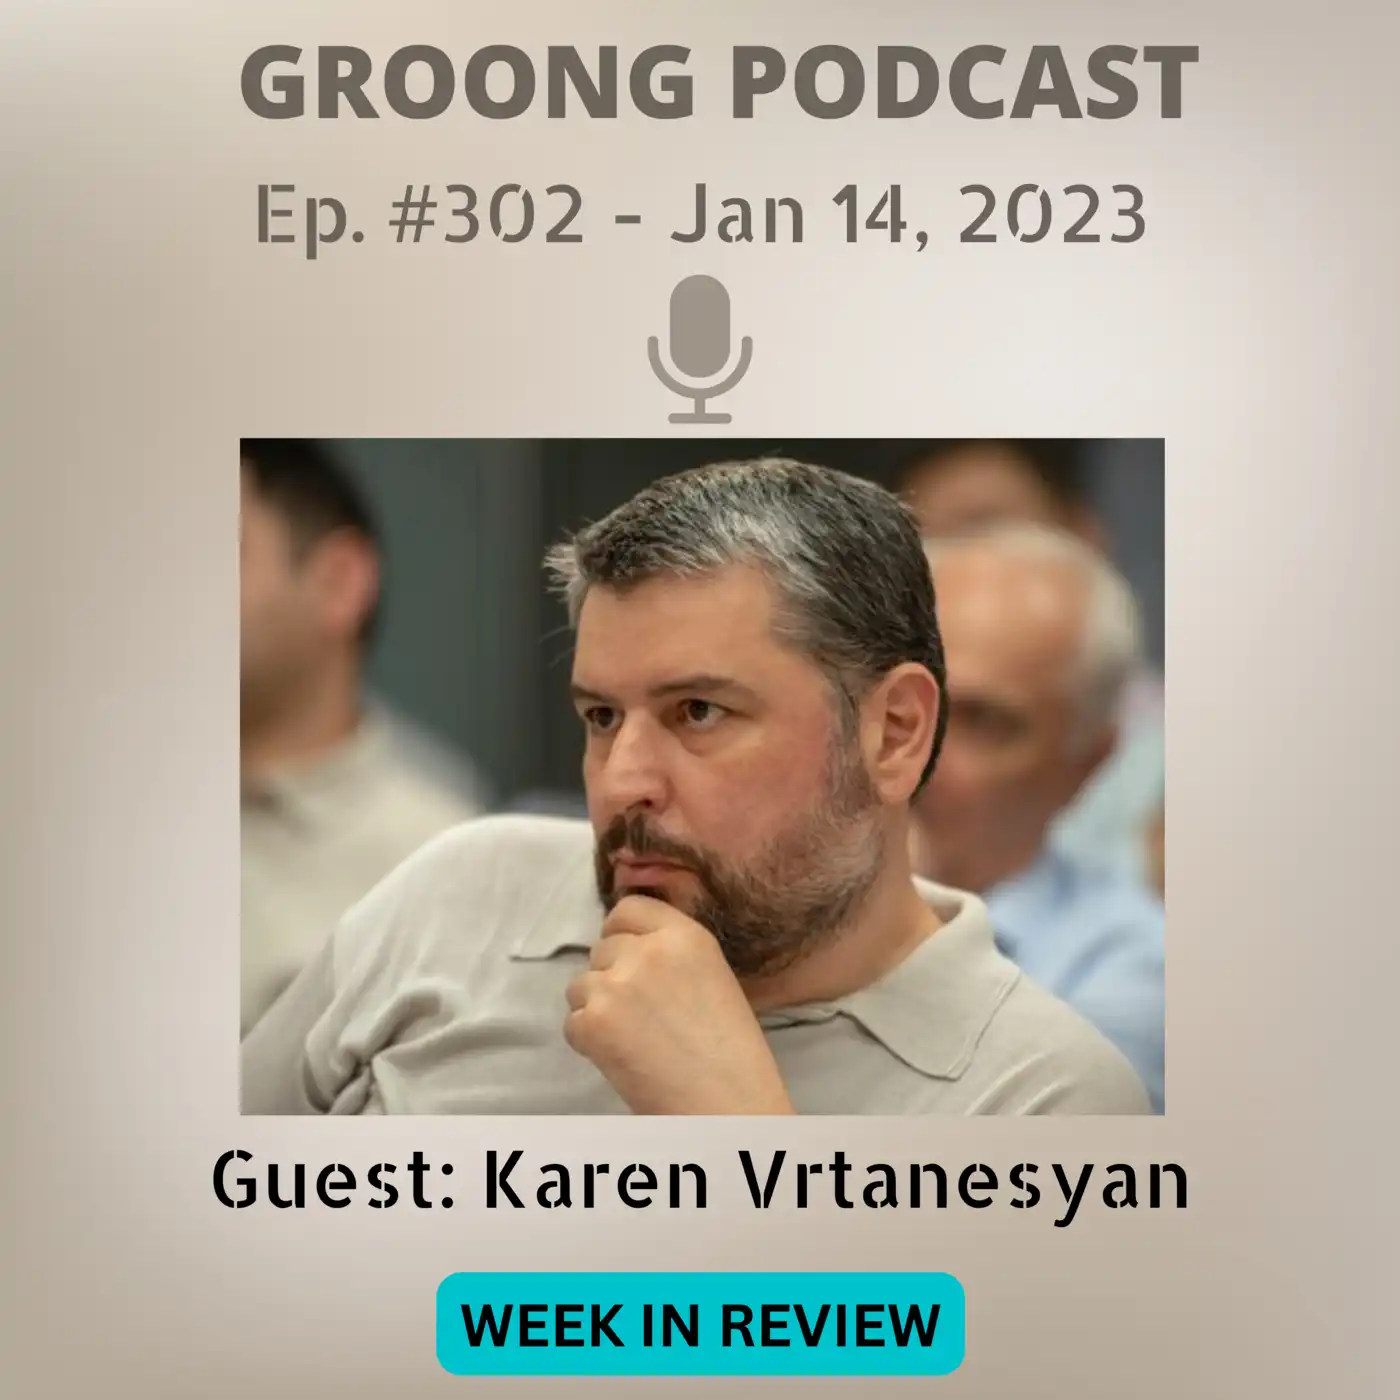 GROONG PODCAST
Ep. #302 - Jan 14, 2023
Guest: Karen Vrtanesyan
WEEK IN REVIEW